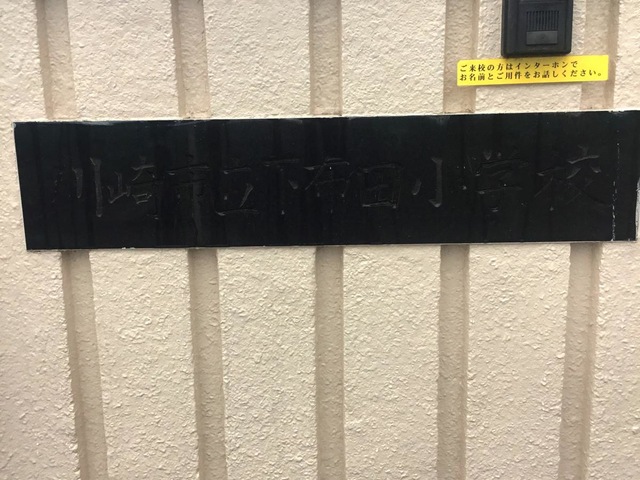 ご来校の方はインターホンで
お名前とご用件をお話しください。
川崎市立下布田小学校